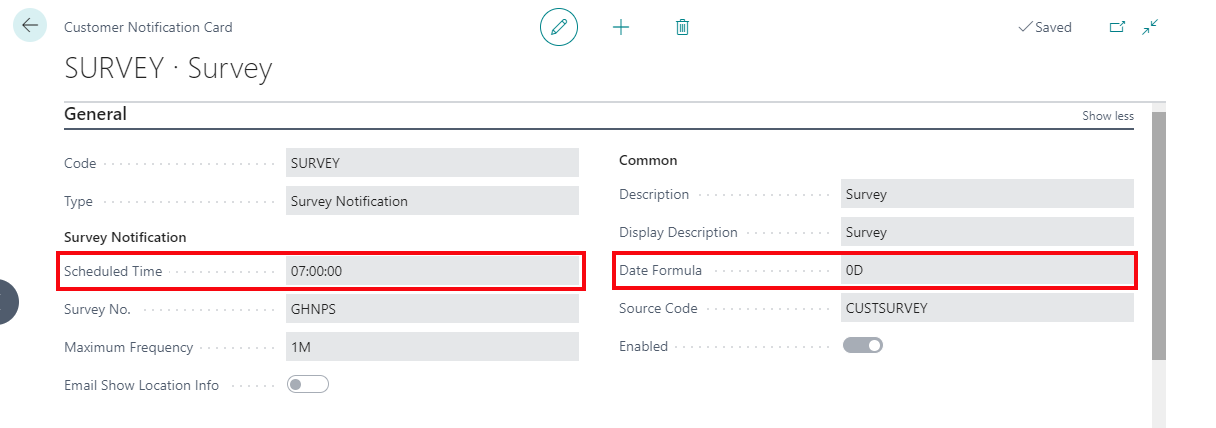 Customer Notification Card
Saved
SURVEY · Survey
General
Show less
Code
SURVEY
Type
Survey Notification
Survey Notification
Scheduled Time
07:00:00
Survey No.
GHNPS
Maximum Frequency
1M
Email Show Location Info
Common
Description
Survey
Display Description
Survey
Date Formula
0D
Source Code
CUSTSURVEY
Enabled